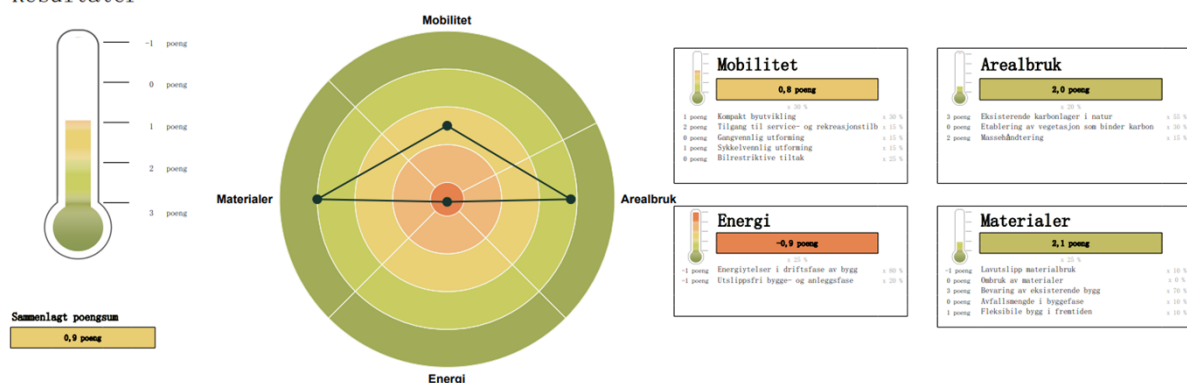 Resultater
-1 poeng
0 poeng
1 poeng
2 poeng
3 poeng
Sammenlagt poengsum
0,9 poeng
Mobilitet
Arealbruk
Energi
Materialer
Mobilitet
0,8 poeng
x 30 %
1 poeng Kompakt byutvikling x 30 %
2 poeng Tilgang til service- og rekreasjonstilb x 15 %
0 poeng Gangvennlig utforming x 15 %
1 poeng Sykkelvennlig utforming x 15 %
0 poeng Bilrestriktive tiltak x 25 %
Arealbruk
2,0 poeng
x 20 %
3 poeng Eksisterende karbonlager i natur x 55 %
0 poeng Etablering av vegetasjon som binder karbon x 30 %
2 poeng Massehåndtering x 15 %
Energi
-0,9 poeng
x 25 %
-1 poeng Energiytelser i driftsfase av bygg
-1 poeng Utslippsfri bygge- og anleggsfase x 20 %
Materialer
2,1 poeng
x 25 %
-1 poeng Lavutslipp materialbruk x 10 %
0 poeng Ombruk av materialer x 0 %
3 poeng Bevaring av eksisterende bygg x 70 %
0 poeng Avfallsmengde i byggefase x 10 %
1 poeng Fleksibile bygg i fremtiden x 10 %